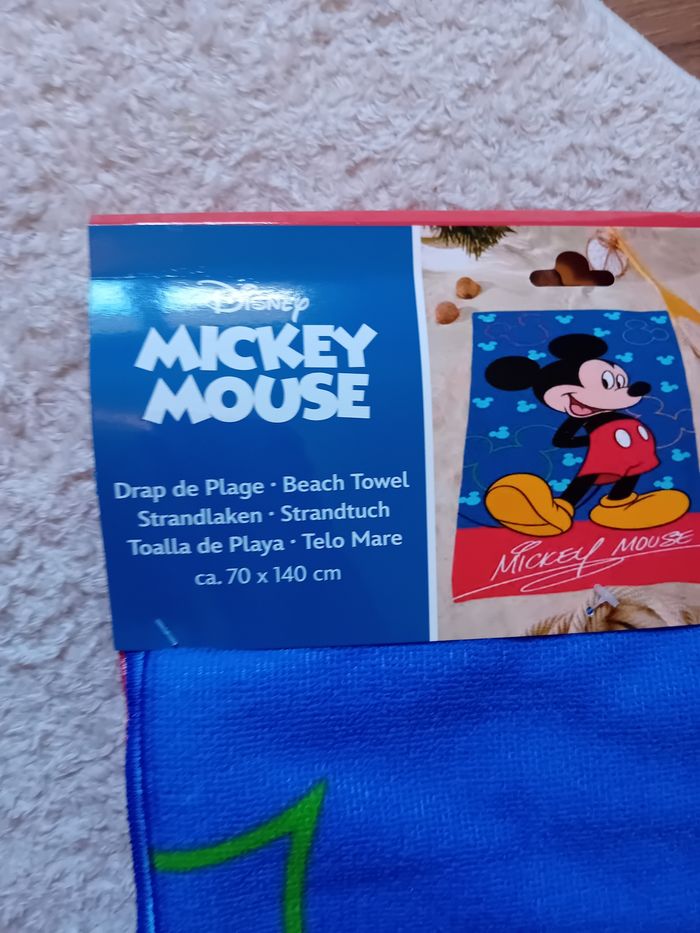 Disney
MICKEY
MOUSE
Drap de Plage · Beach Towel
Strandlaken · Strandtuch
Toalla de Playa · Telo Mare
ca. 70 x 140 cm
MICKEY MOUSE